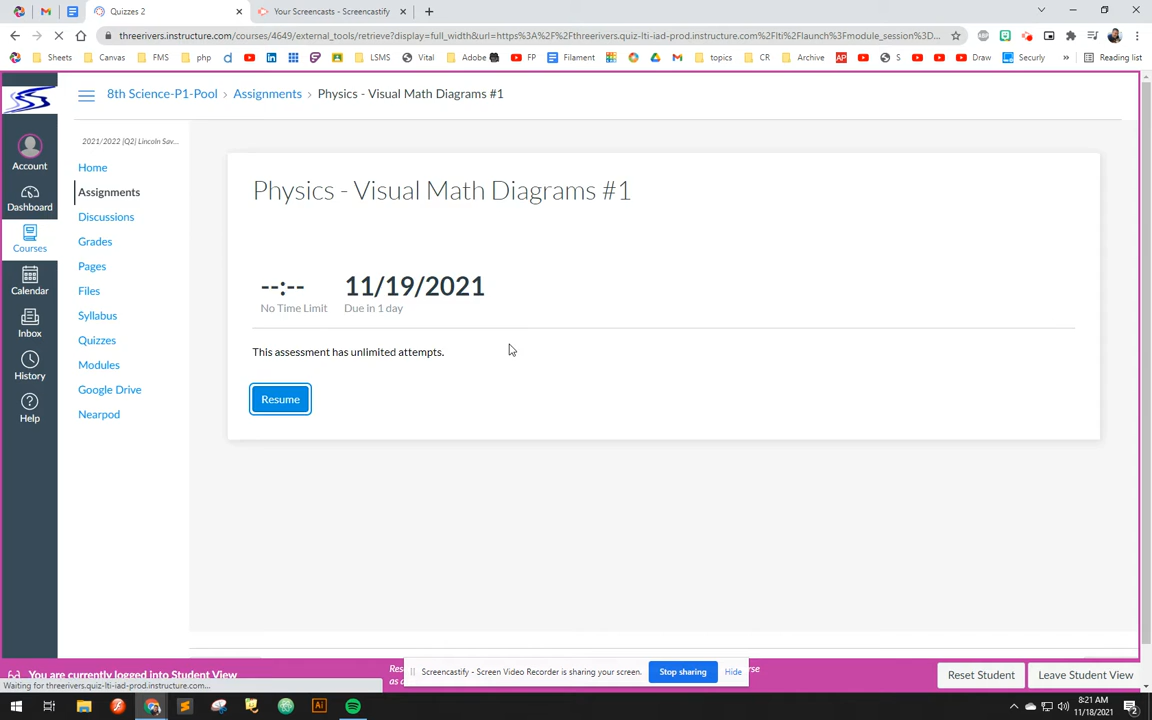 Quizzes 2
Your Screencasts - Screencastify
threerivers.instructure.com/courses/4649/external_tools/retrieve?display=full_width&url=https%3A%2F%2Fthreerivers.quiz-lti-iad-prod.instructure.com%2Flti%2Flaunch%3Fmodule_session%3D...
Sheets Canvas FMS php LSMS Vital Adobe FP Filament topics CR Archive S Draw Securly » Reading list
8th Science-P1-Pool > Assignments > Physics - Visual Math Diagrams #1
2021/2022 |Q2| Lincoln Sav...
Account
Dashboard
Courses
Calendar
Inbox
History
Help
Home
Assignments
Discussions
Grades
Pages
Files
Syllabus
Quizzes
Modules
Google Drive
Nearpod
Physics - Visual Math Diagrams #1
--:-- 11/19/2021
No Time Limit Due in 1 day
This assessment has unlimited attempts.
Resume
You are currently logged into Student View
Screencastify - Screen Video Recorder is sharing your screen. Stop sharing Hide
Reset Student Leave Student View
Waiting for threerivers.quiz-lti-iad-prod.instructure.com...
8:21 AM
11/18/2021
2